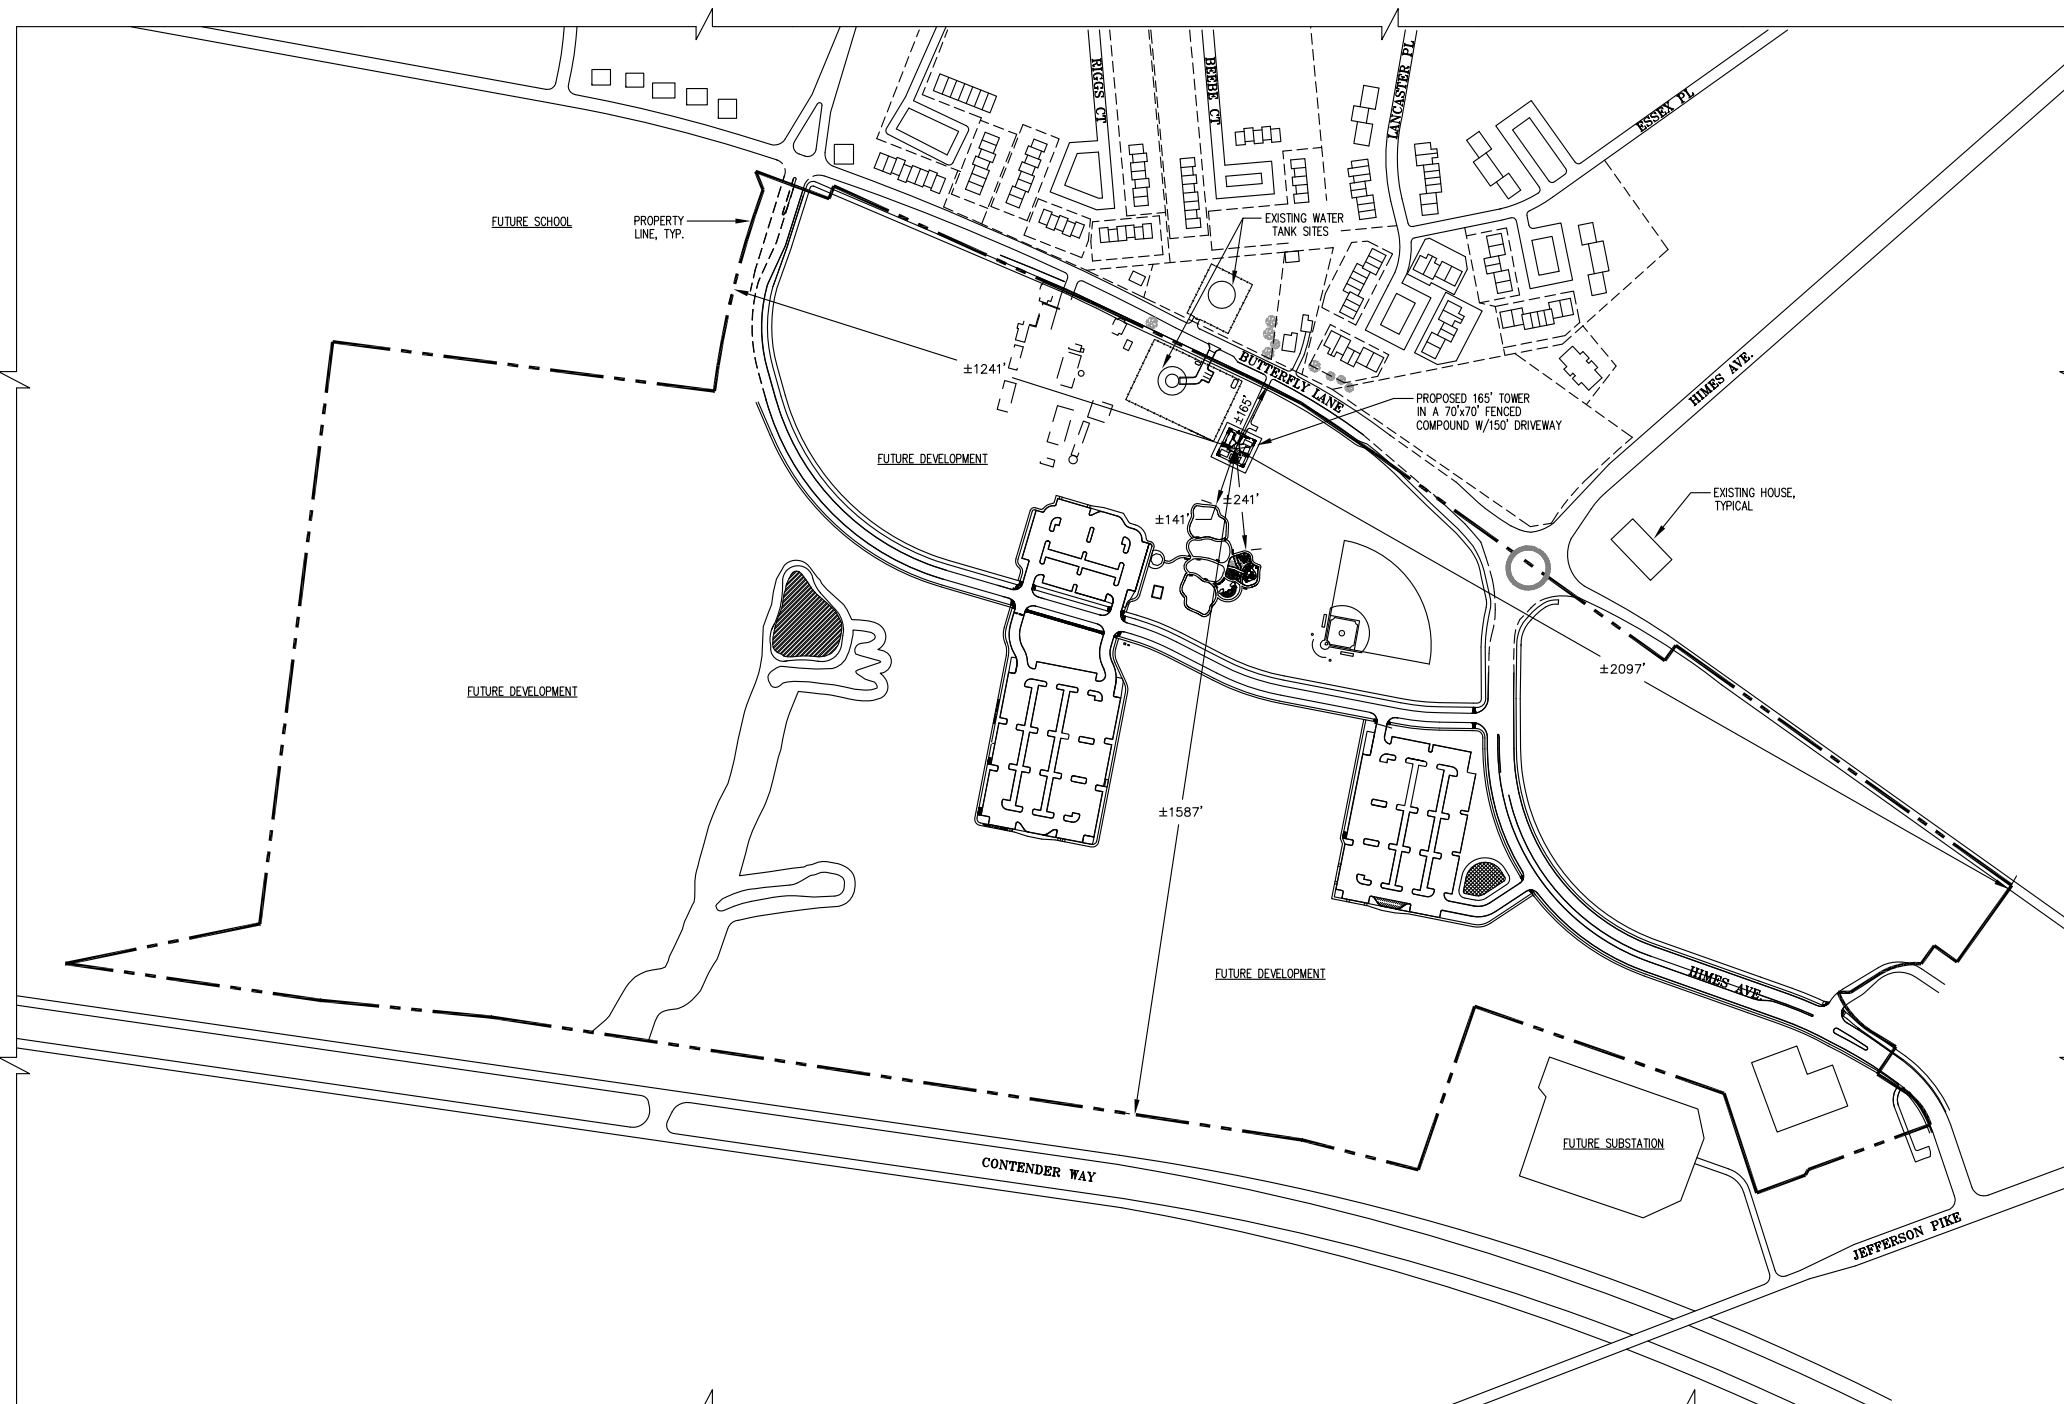 RIGGS CT
BEEBE CT
LANCASTER PL
ESSEX PL
FUTURE SCHOOL
PROPERTY
LINE, TYP.
EXISTING WATER
TANK SITES
±1241'
BUTTERFLY LANE
HIMES AVE.
±165'
PROPOSED 165' TOWER
IN A 70'x70' FENCED
COMPOUND W/150' DRIVEWAY
FUTURE DEVELOPMENT
±241'
±141'
EXISTING HOUSE,
TYPICAL
±2097'
FUTURE DEVELOPMENT
±1587'
FUTURE DEVELOPMENT
HIMES AVE.
FUTURE SUBSTATION
CONTENDER WAY
JEFFERSON PIKE